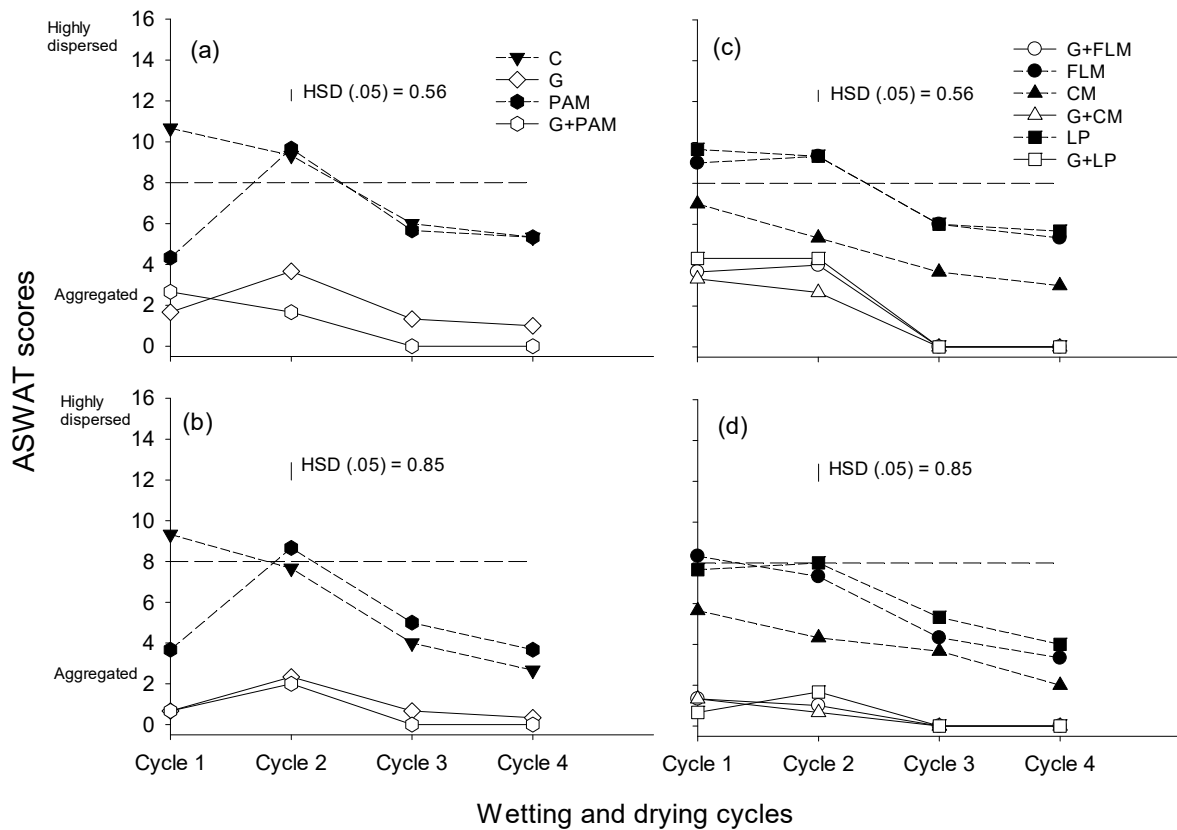 ASWAT scores
Highly
dispersed
Aggregated
16
14
12
10
8
6
4
2
0
(a)
HSD (.05) = 0.56
C
G
PAM
G+PAM
(c)
HSD (.05) = 0.56
G+FLM
FLM
CM
G+CM
LP
G+LP
Highly
dispersed
Aggregated
16
14
12
10
8
6
4
2
0
(b)
HSD (.05) = 0.85
(d)
HSD (.05) = 0.85
Cycle 1 Cycle 2 Cycle 3 Cycle 4
Cycle 1 Cycle 2 Cycle 3 Cycle 4
Wetting and drying cycles